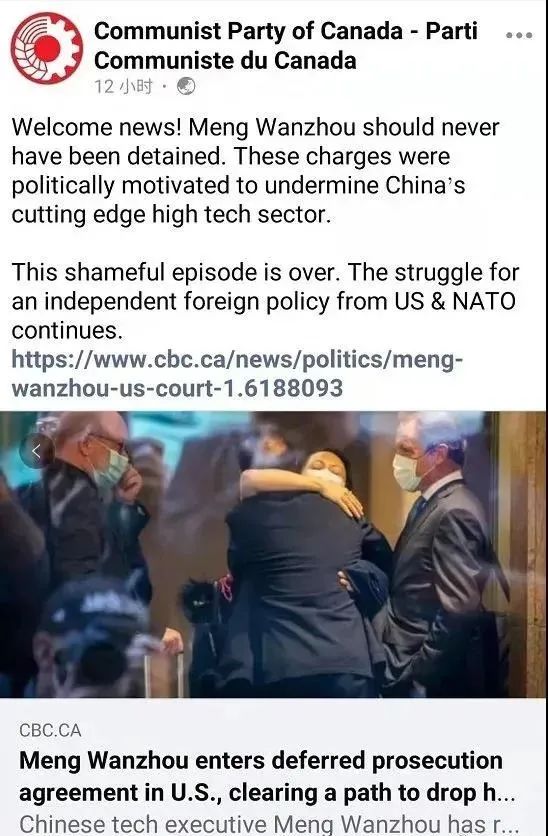 Communist Party of Canada - Parti
Communiste du Canada
12 小时 ·
Welcome news! Meng Wanzhou should never
have been detained. These charges were
politically motivated to undermine China's
cutting edge high tech sector.
This shameful episode is over. The struggle for
an independent foreign policy from US & NATO
continues.
https://www.cbc.ca/news/politics/meng-
wanzhou-us-court-1.6188093
CBC.CA
Meng Wanzhou enters deferred prosecution
agreement in U.S., clearing a path to drop h...
Chinese tech executive Meng Wanzhou has r...